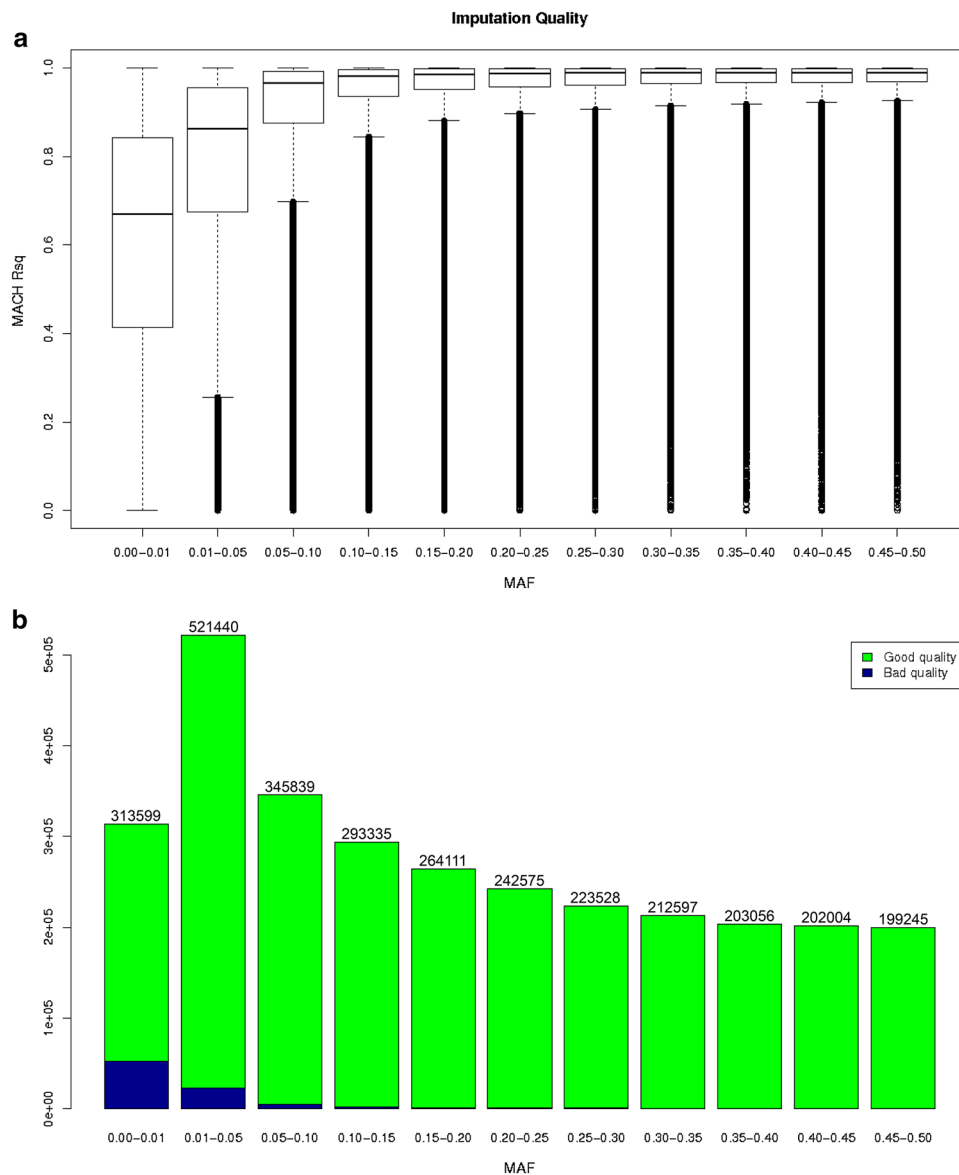 Imputation Quality
a
1.0
0.8
0.6
0.4
0.2
0.0
MACH Rsq
0.00−0.01 0.01−0.05 0.05−0.10 0.10−0.15 0.15−0.20 0.20−0.25 0.25−0.30 0.30−0.35 0.35−0.40 0.40−0.45 0.45−0.50
MAF
b
5e+05
4e+05
3e+05
2e+05
1e+05
0e+00
313599
521440
345839
293335
264111
242575
223528
212597
203056
202004
199245
Good quality
Bad quality
0.00−0.01 0.01−0.05 0.05−0.10 0.10−0.15 0.15−0.20 0.20−0.25 0.25−0.30 0.30−0.35 0.35−0.40 0.40−0.45 0.45−0.50
MAF